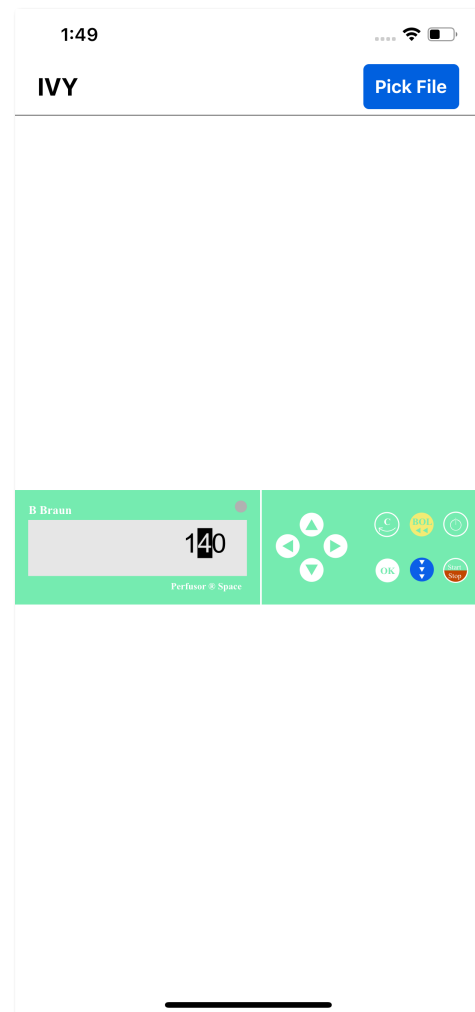 1:49
IVY
Pick File
B Braun
140
Perfusor ® Space
C
BOL
OK
Start
Stop